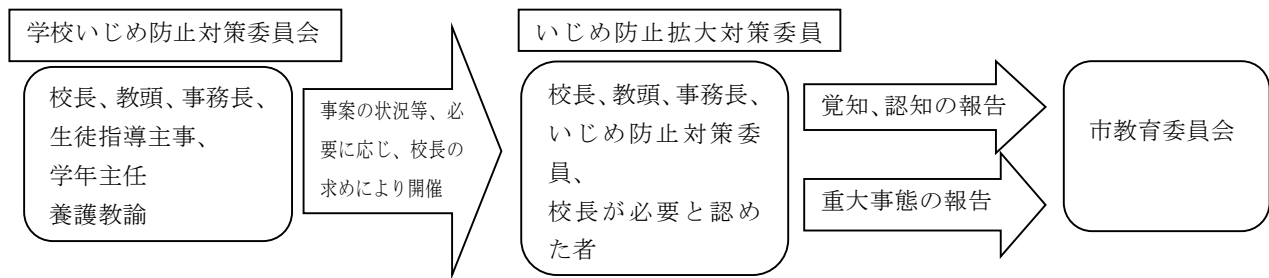 学校いじめ防止対策委員会
校長、教頭、事務長、
生徒指導主事、
学年主任
養護教諭
事案の状況等、必
要に応じ、校長の
求めにより開催
いじめ防止拡大対策委員
校長、教頭、事務長、
いじめ防止対策委
員、
校長が必要と認め
た者
覚知、認知の報告
重大事態の報告
市教育委員会